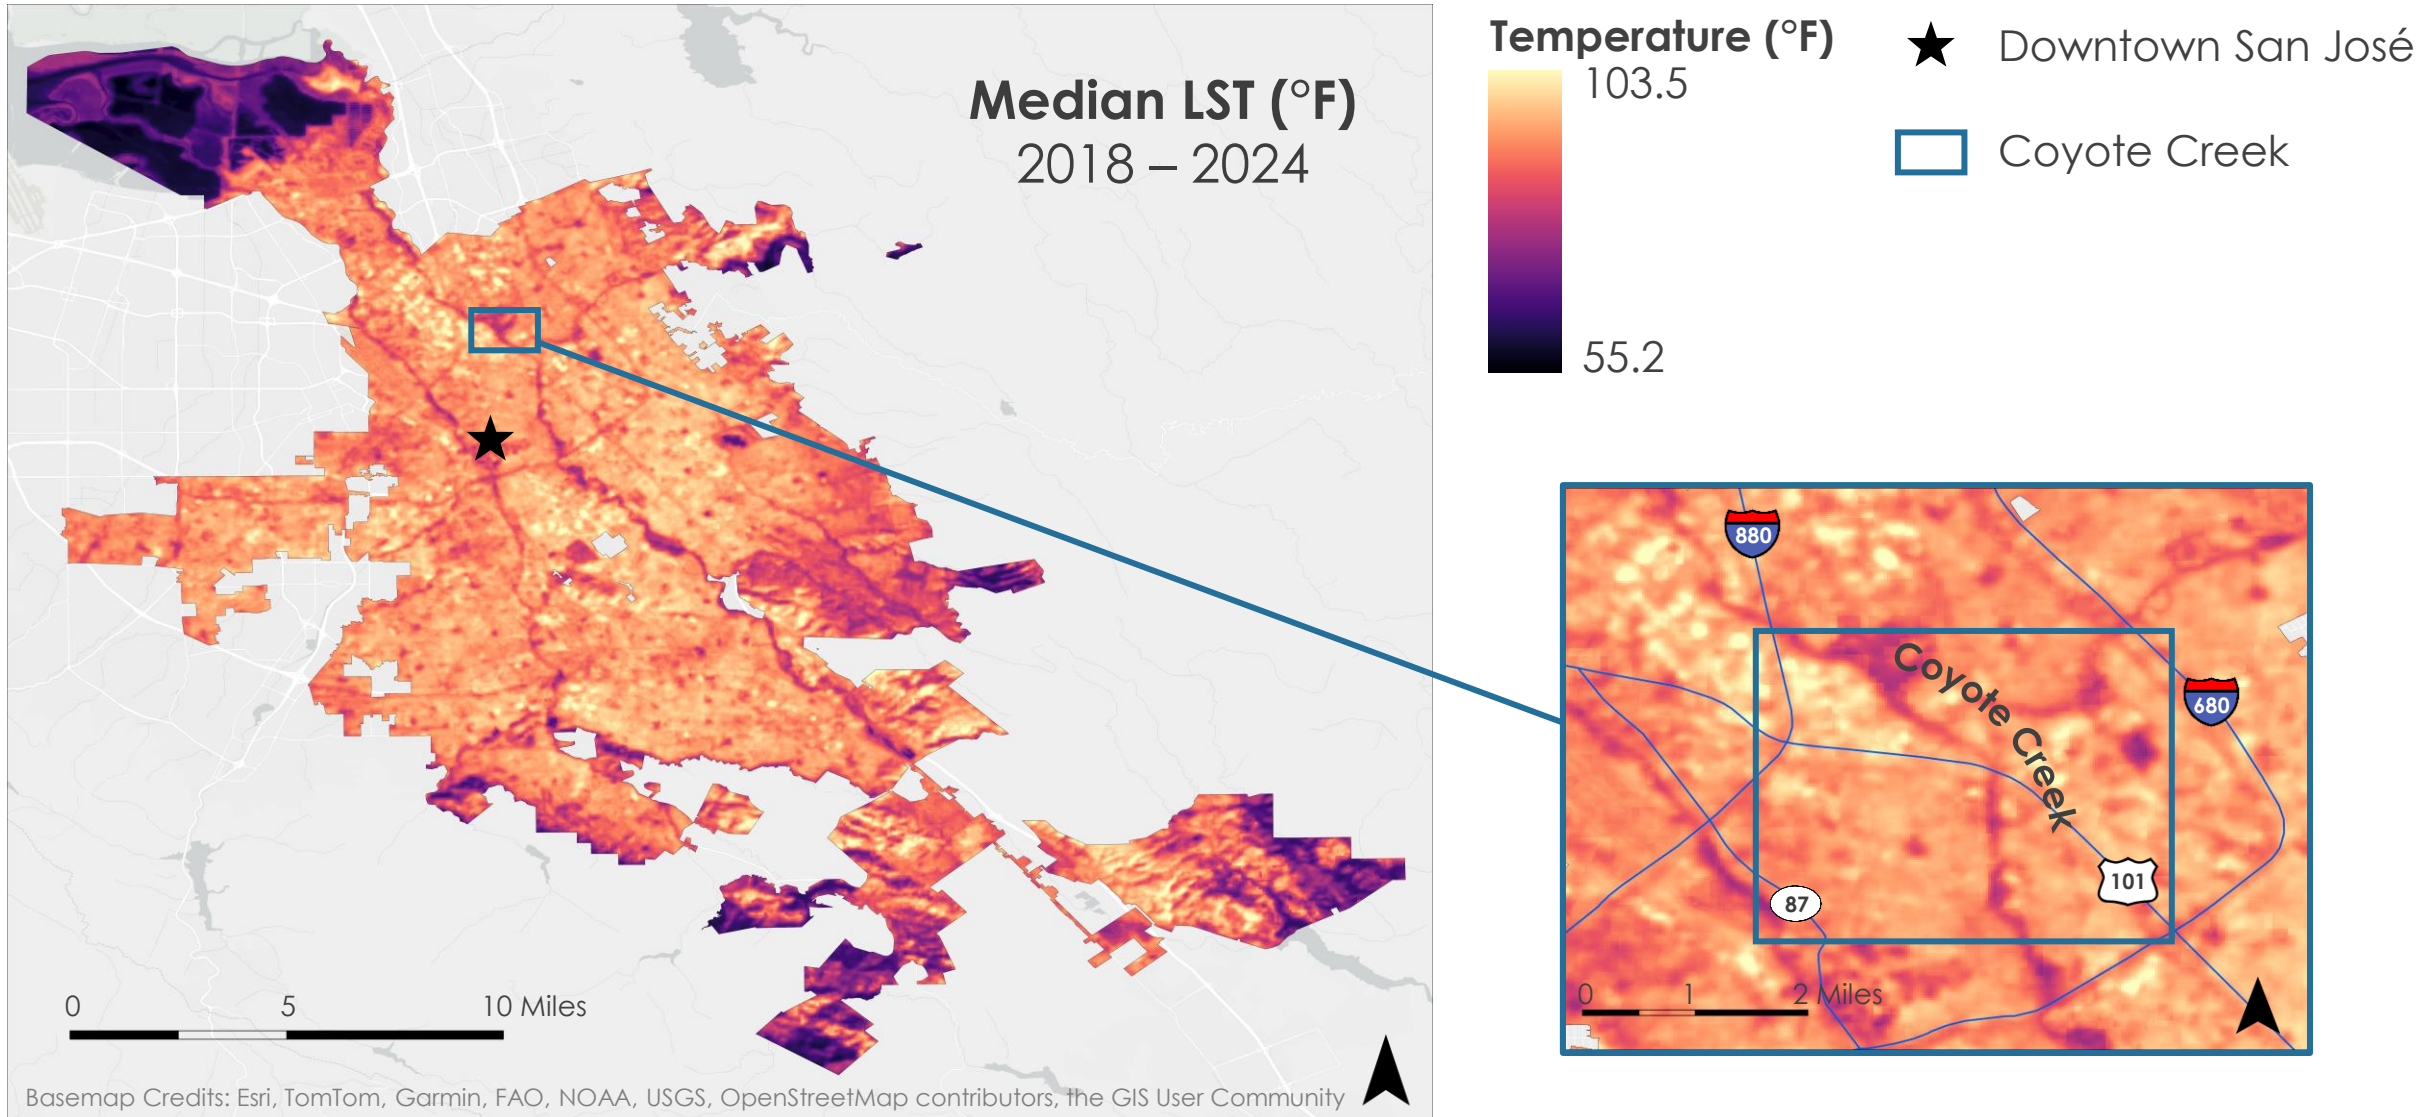 Median LST (°F)
2018 – 2024
0 5 10 Miles
Basemap Credits: Esri, TomTom, Garmin, FAO, NOAA, USGS, OpenStreetMap contributors, the GIS User Community
Temperature (°F)
103.5
55.2
Downtown San José
Coyote Creek
880
Coyote Creek
680
101
87
0 1 2 Miles